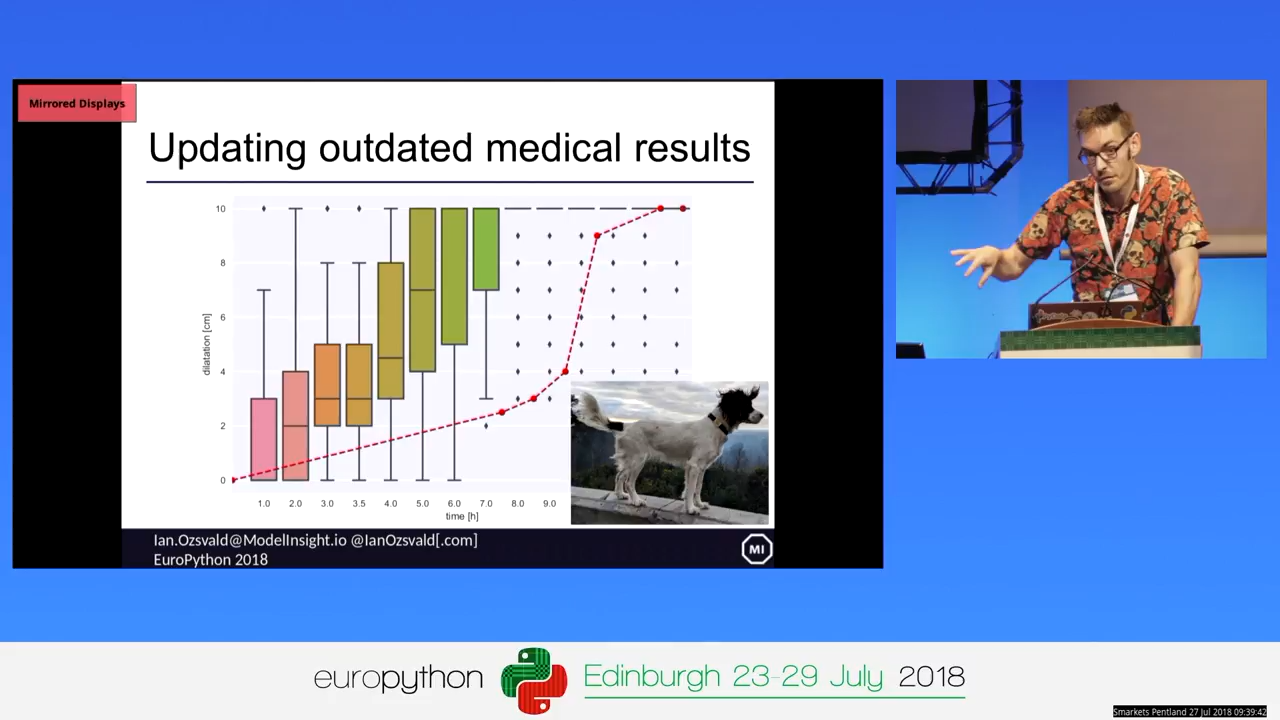 Mirrored Displays
Updating outdated medical results
10
8
6
4
2
0
dilatation [cm]
1.0 2.0 3.0 3.5 4.0 5.0 6.0 7.0 8.0 9.0
time [h]
Ian.Ozsvald@ModelInsight.io @IanOzsvald[.com]
EuroPython 2018
MI
europython
Edinburgh 23-29 July 2018
Smarkets Pentland 27 Jul 2018 09:39:42